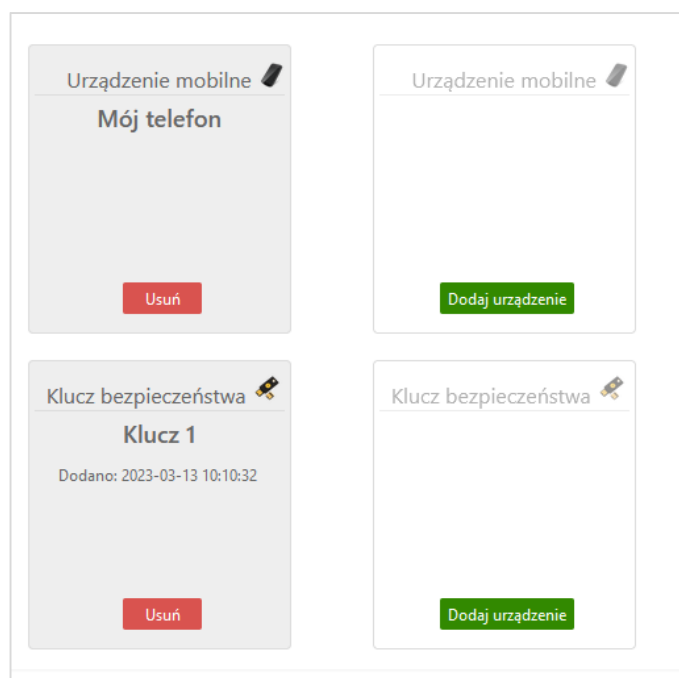 Urządzenie mobilne
Mój telefon
Usuń
Urządzenie mobilne
Dodaj urządzenie
Klucz bezpieczeństwa
Klucz 1
Dodano: 2023-03-13 10:10:32
Usuń
Klucz bezpieczeństwa
Dodaj urządzenie